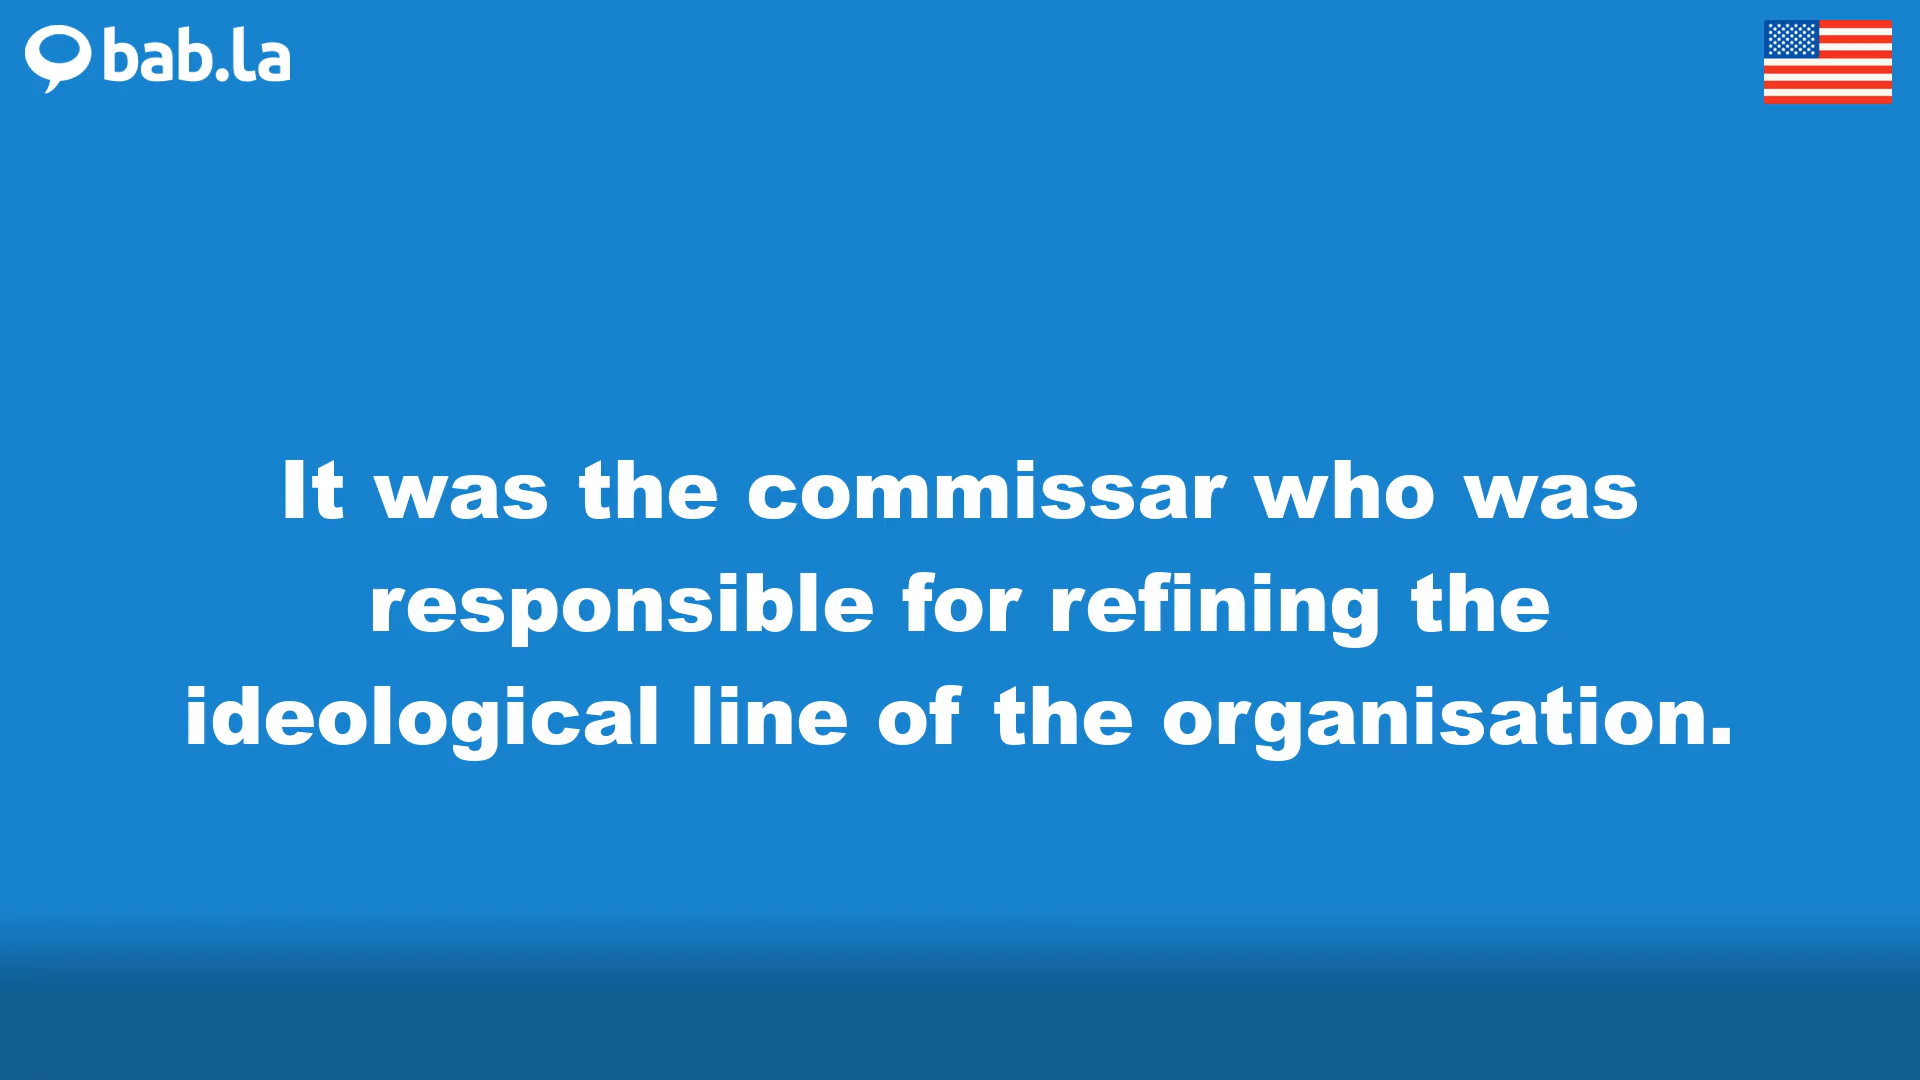 bab.la
It was the commissar who was
responsible for refining the
ideological line of the organisation.